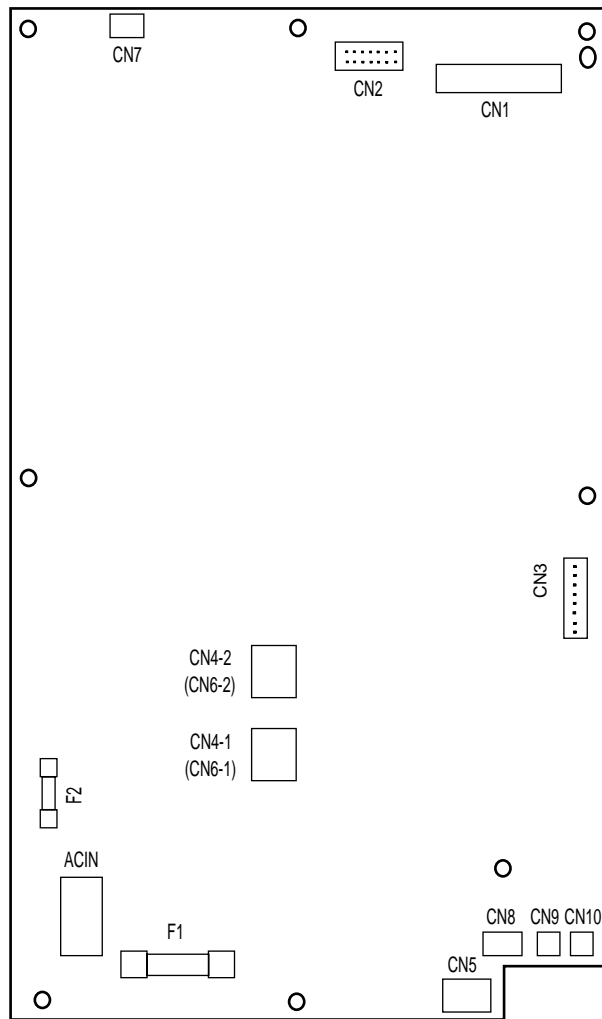 CN7
CN2
CN1
CN3
CN4-2
(CN6-2)
CN4-1
(CN6-1)
F2
ACIN
F1
CN8
CN9
CN10
CN5